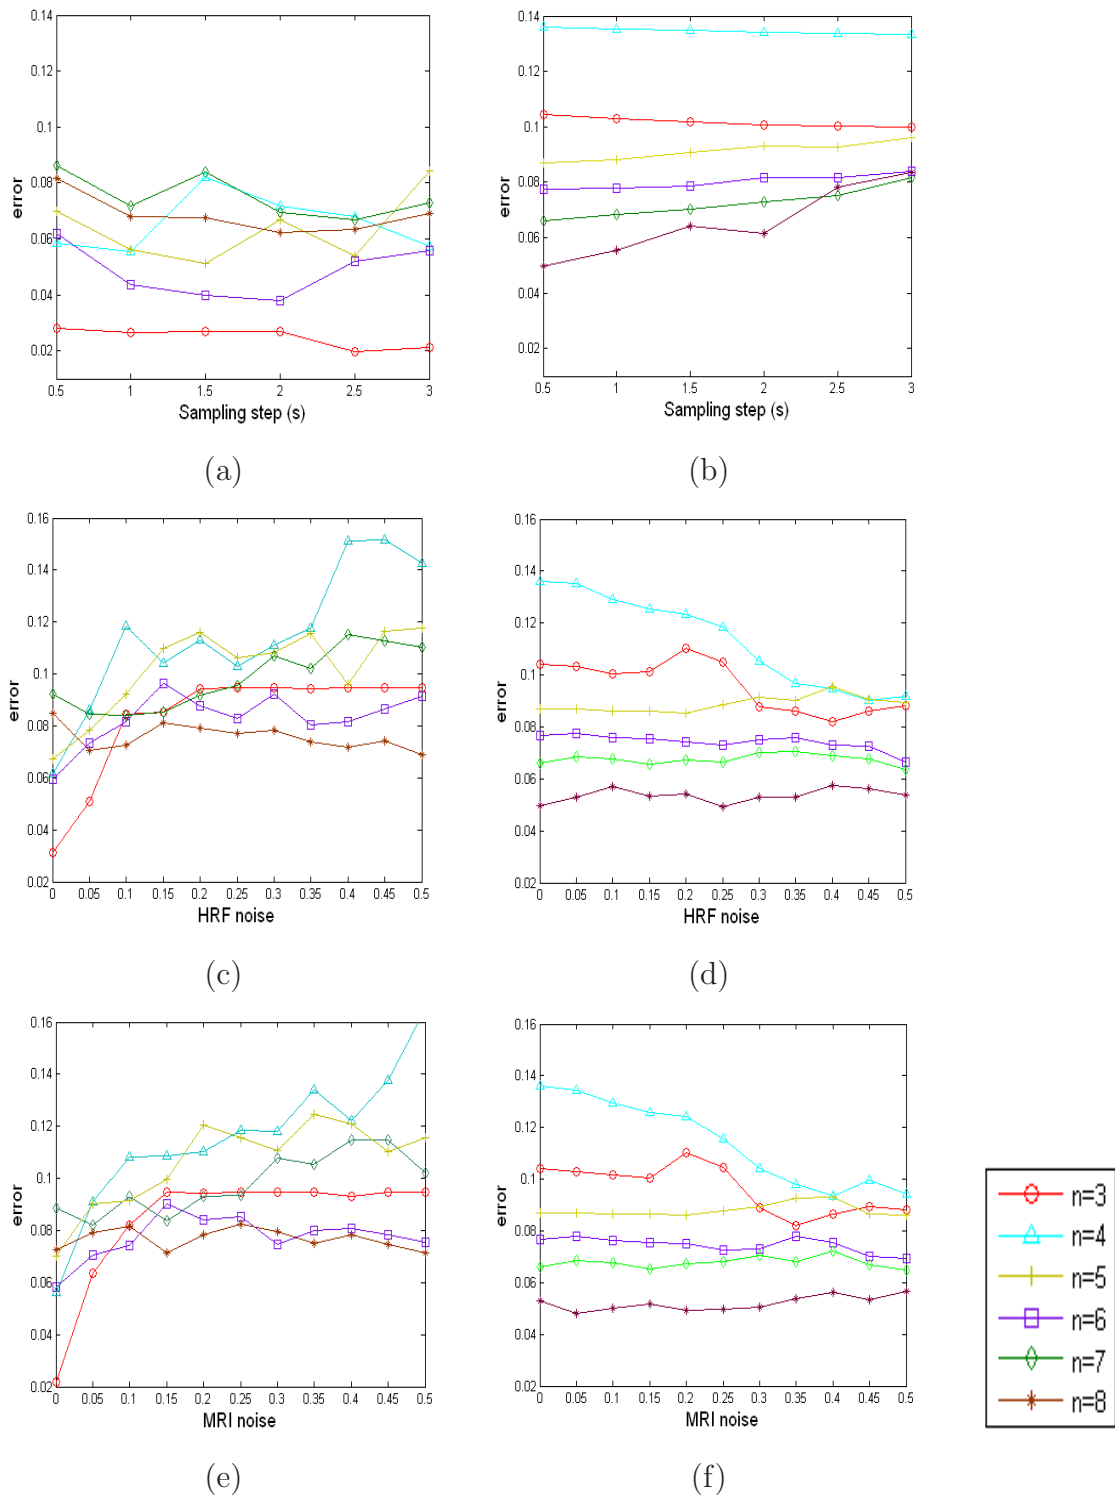 0.14 0.12 0.1 0.08 0.06 0.04 0.02
error
0.5 1 1.5 2 2.5 3
Sampling step (s)
(a)
0.14 0.12 0.1 0.08 0.06 0.04 0.02
error
0.5 1 1.5 2 2.5 3
Sampling step (s)
(b)
0.16 0.14 0.12 0.1 0.08 0.06 0.04 0.02
error
0 0.05 0.1 0.15 0.2 0.25 0.3 0.35 0.4 0.45 0.5
HRF noise
(c)
0.16 0.14 0.12 0.1 0.08 0.06 0.04 0.02
error
0 0.05 0.1 0.15 0.2 0.25 0.3 0.35 0.4 0.45 0.5
HRF noise
(d)
0.16 0.14 0.12 0.1 0.08 0.06 0.04 0.02
error
0 0.05 0.1 0.15 0.2 0.25 0.3 0.35 0.4 0.45 0.5
MRI noise
(e)
0.16 0.14 0.12 0.1 0.08 0.06 0.04 0.02
error
0 0.05 0.1 0.15 0.2 0.25 0.3 0.35 0.4 0.45 0.5
MRI noise
(f)
n=3
n=4
n=5
n=6
n=7
n=8